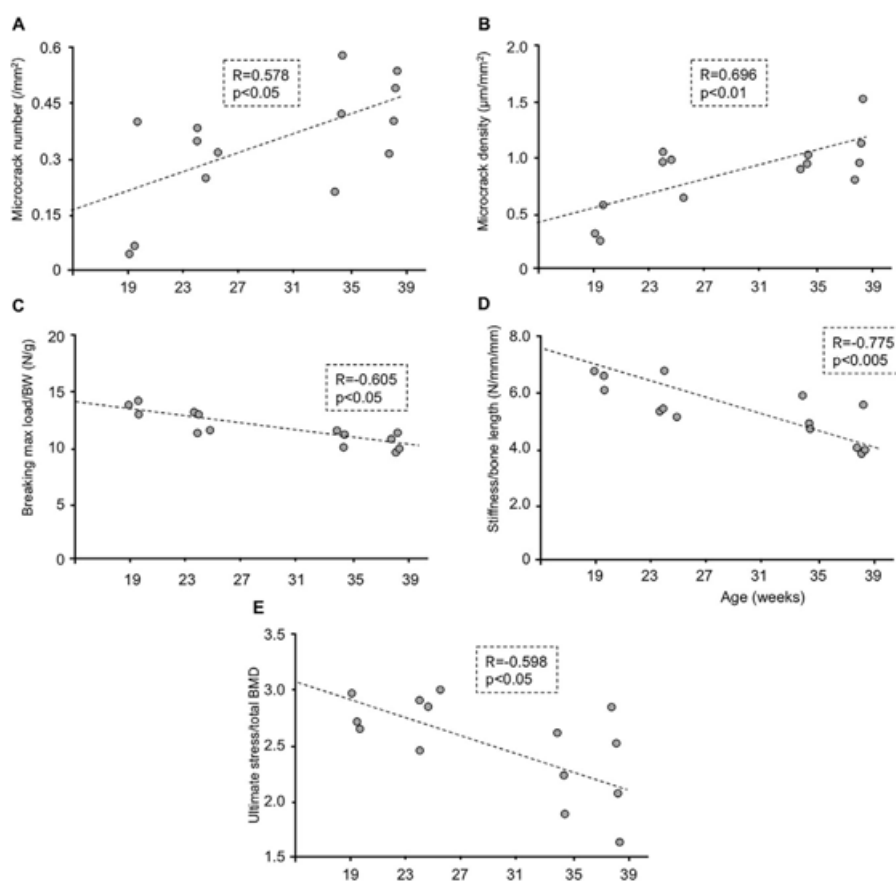 A
Microcrack number (/mm²)
0.6
0.45
0.3
0.15
0
R=0.578
p<0.05
19 23 27 31 35 39
B
Microcrack density (μm/mm²)
2.0
1.5
1.0
0.5
0
R=0.696
p<0.01
19 23 27 31 35 39
C
Breaking max load/BW (N/g)
20
15
10
5
0
R=-0.605
p<0.05
19 23 27 31 35 39
D
Stiffness/bone length (N/mm/mm)
8.0
6.0
4.0
2.0
0
R=-0.775
p<0.005
19 23 27 31 35 39
Age (weeks)
E
Ultimate stress/total BMD
3.5
3.0
2.5
2.0
1.5
R=-0.598
p<0.05
19 23 27 31 35 39